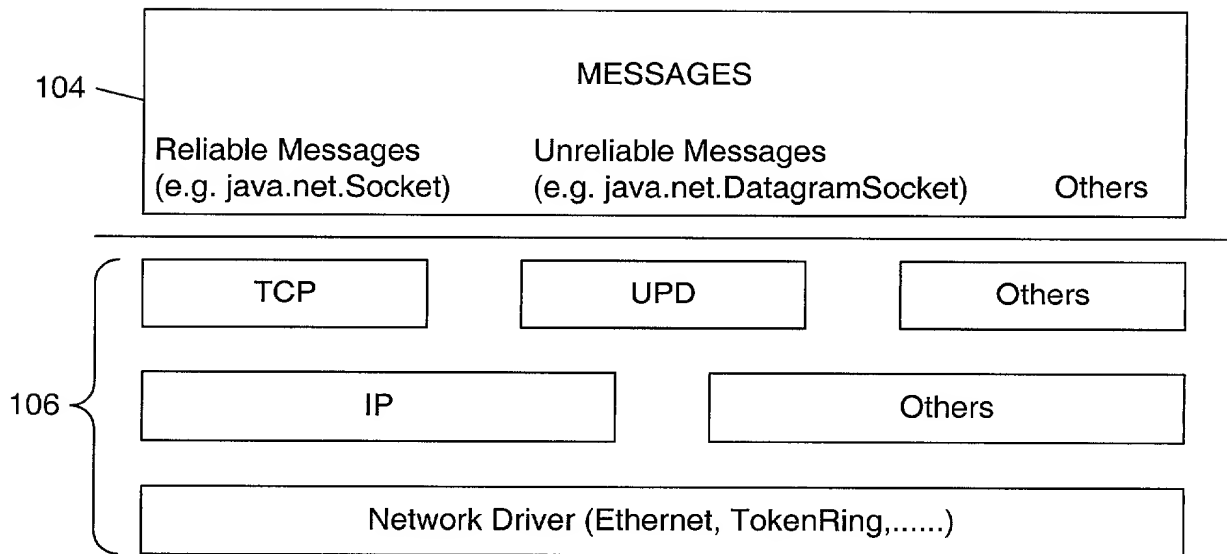 MESSAGES
104
Reliable Messages
(e.g. java.net.Socket)
Unreliable Messages
(e.g. java.net.DatagramSocket)
Others
TCP
UPD
Others
106
IP
Others
Network Driver (Ethernet, TokenRing,......)